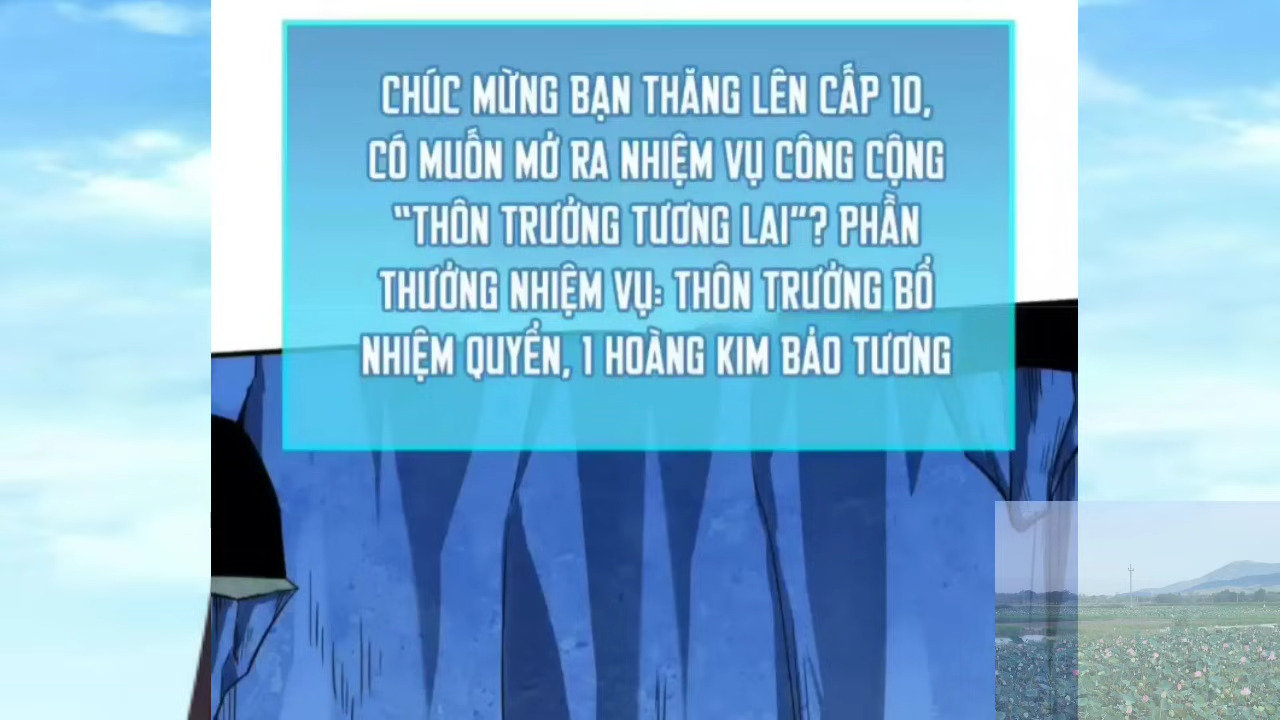 CHÚC MỪNG BẠN THĂNG LÊN CẤP 10,
CÓ MUỐN MỞ RA NHIỆM VỤ CÔNG CỘNG
“THÔN TRƯỞNG TƯƠNG LAI”? PHẦN
THƯỞNG NHIỆM VỤ: THÔN TRƯỞNG BỔ
NHIỆM QUYỂN, 1 HOÀNG KIM BẢO TƯƠNG